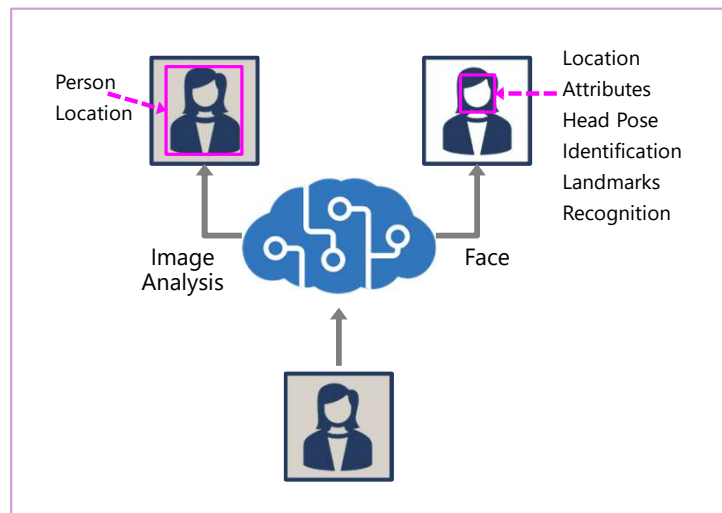 Person
Location
Location
Attributes
Head Pose
Identification
Landmarks
Recognition
Image
Analysis
Face